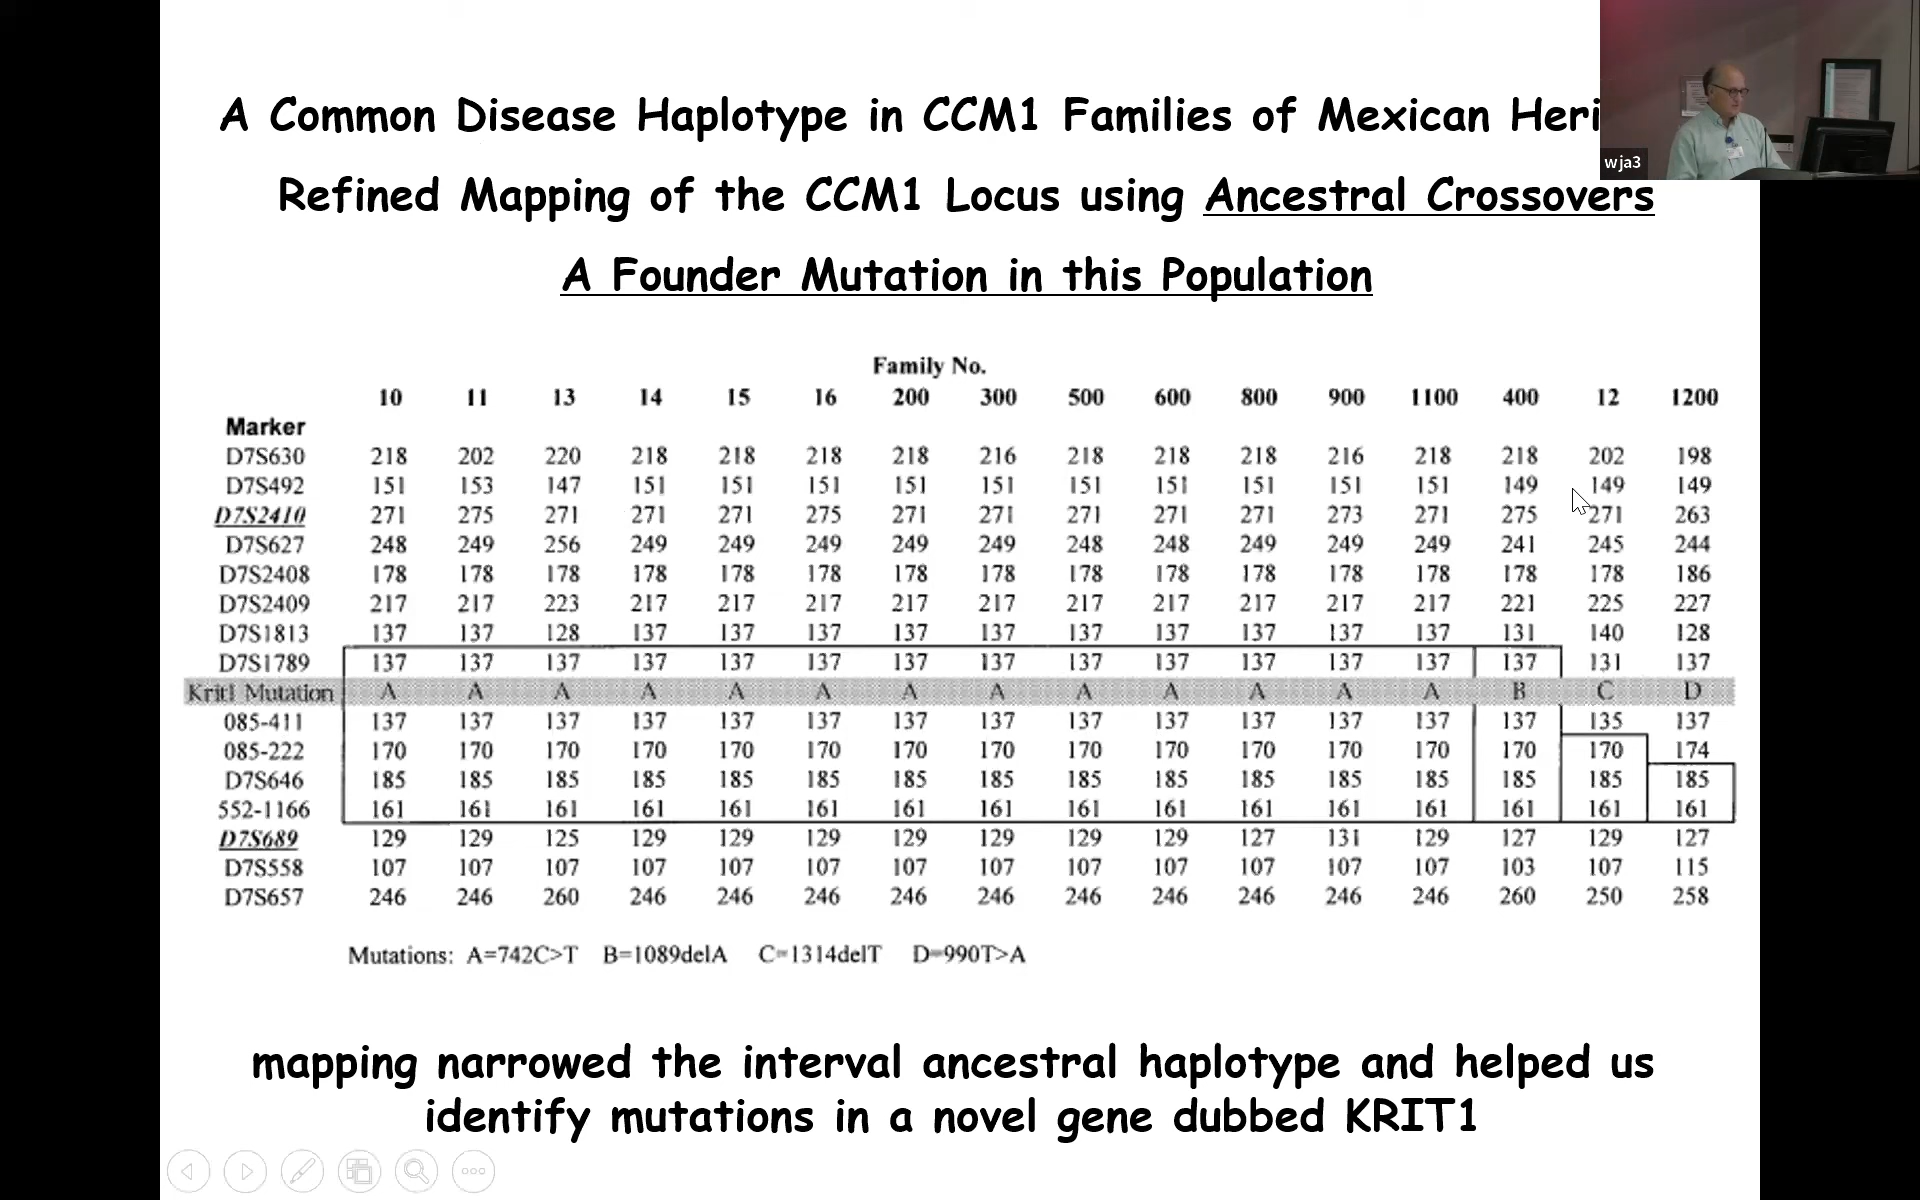 A Common Disease Haplotype in CCM1 Families of Mexican Heri
wja3
Refined Mapping of the CCM1 Locus using Ancestral Crossovers
A Founder Mutation in this Population
Family No.
10 11 13 14 15 16 200 300 500 600 800 900 1100 400 12 1200
Marker
D7S630 218 202 220 218 218 218 218 216 218 218 218 216 218 218 202 198
D7S492 151 153 147 151 151 151 151 151 151 151 151 151 151 149 149 149
D7S2410 271 275 271 271 271 275 271 271 271 271 271 273 271 275 271 263
D7S627 248 249 256 249 249 249 249 249 248 248 249 249 249 241 245 244
D7S2408 178 178 178 178 178 178 178 178 178 178 178 178 178 178 178 186
D7S2409 217 217 223 217 217 217 217 217 217 217 217 217 217 221 225 227
D7S1813 137 137 128 137 137 137 137 137 137 137 137 137 137 131 140 128
D7S1789 137 137 137 137 137 137 137 137 137 137 137 137 137 137 131 137
Krit1 Mutation A A A A A A A A A A A A A B C D
085-411 137 137 137 137 137 137 137 137 137 137 137 137 137 137 135 137
085-222 170 170 170 170 170 170 170 170 170 170 170 170 170 170 170 174
D7S646 185 185 185 185 185 185 185 185 185 185 185 185 185 185 185 185
552-1166 161 161 161 161 161 161 161 161 161 161 161 161 161 161 161 161
D7S689 129 129 125 129 129 129 129 129 129 129 127 131 129 127 129 127
D7S558 107 107 107 107 107 107 107 107 107 107 107 107 107 103 107 115
D7S657 246 246 260 246 246 246 246 246 246 246 246 246 246 260 250 258
Mutations: A=742C>T B=1089delA C=1314delT D=990T>A
mapping narrowed the interval ancestral haplotype and helped us
identify mutations in a novel gene dubbed KRIT1